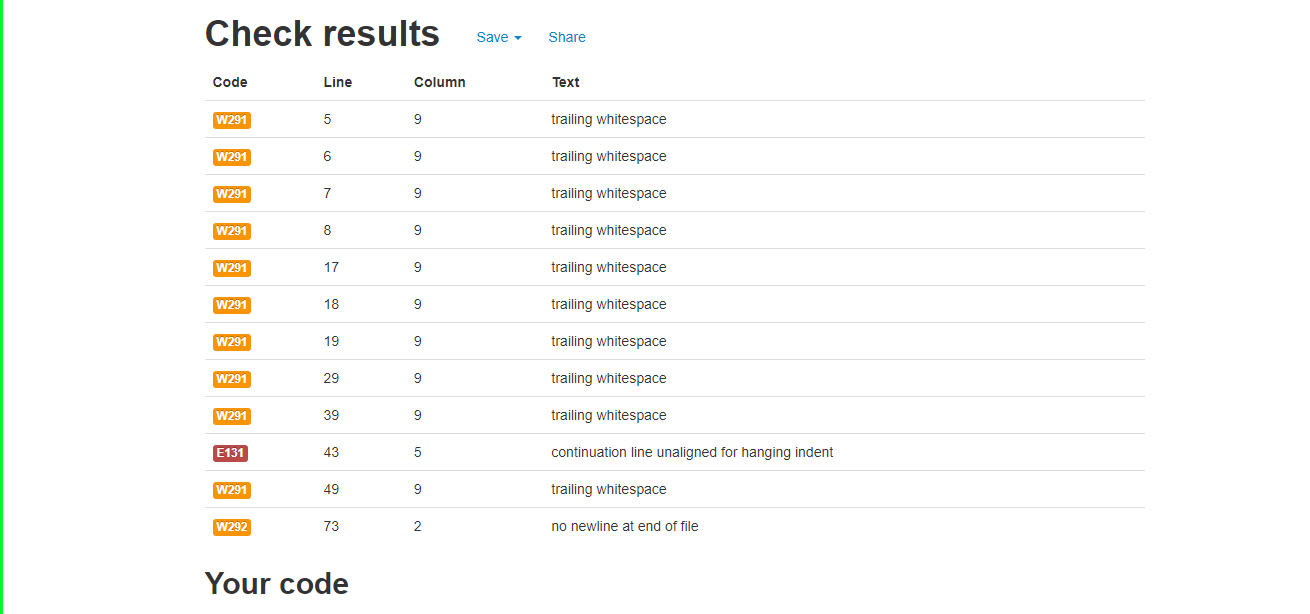 Check results Save Share
Code Line Column Text
W291 5 9 trailing whitespace
W291 6 9 trailing whitespace
W291 7 9 trailing whitespace
W291 8 9 trailing whitespace
W291 17 9 trailing whitespace
W291 18 9 trailing whitespace
W291 19 9 trailing whitespace
W291 29 9 trailing whitespace
W291 39 9 trailing whitespace
E131 43 5 continuation line unaligned for hanging indent
W291 49 9 trailing whitespace
W292 73 2 no newline at end of file
Your code